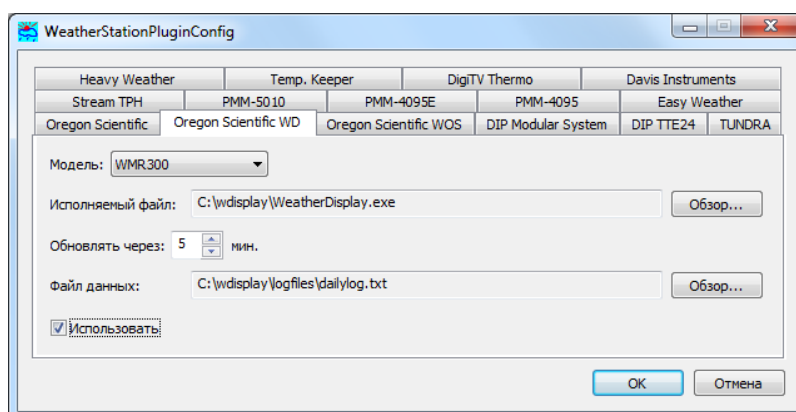 WeatherStationPluginConfig
Heavy Weather Temp. Keeper DigiTV Thermo Davis Instruments
Stream TPH PMM-5010 PMM-4095E PMM-4095 Easy Weather
Oregon Scientific Oregon Scientific WD Oregon Scientific WOS DIP Modular System DIP TTE24 TUNDRA
Модель: WMR300
Исполняемый файл: C:\wdisplay\WeatherDisplay.exe Обзор...
Обновлять через: 5 мин.
Файл данных: C:\wdisplay\logfiles\dailylog.txt Обзор...
Использовать
OK Отмена